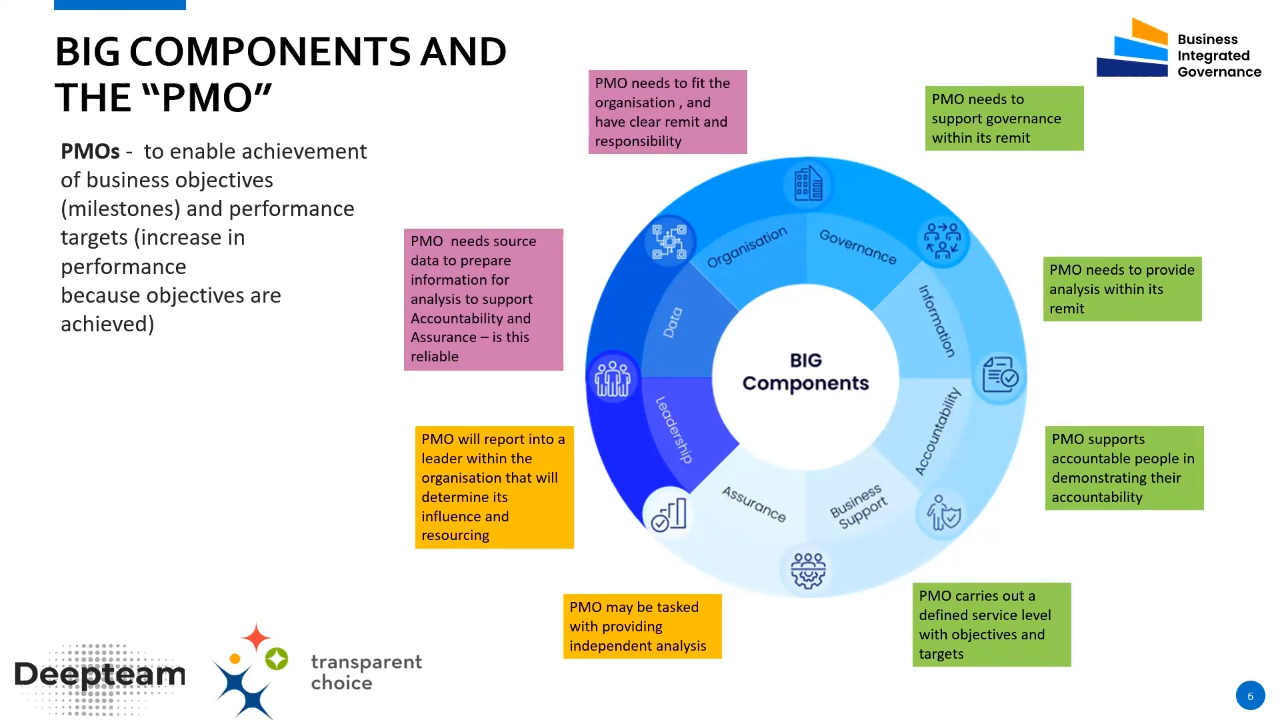 BIG COMPONENTS AND
THE “PMO”
PMOs - to enable achievement
of business objectives
(milestones) and performance
targets (increase in
performance
because objectives are
achieved)
Business
Integrated
Governance
PMO needs to fit the
organisation , and
have clear remit and
responsibility
PMO needs to
support governance
within its remit
PMO needs source
data to prepare
information for
analysis to support
Accountability and
Assurance – is this
reliable
PMO needs to provide
analysis within its
remit
PMO will report into a
leader within the
organisation that will
determine its
influence and
resourcing
PMO supports
accountable people in
demonstrating their
accountability
PMO may be tasked
with providing
independent analysis
PMO carries out a
defined service level
with objectives and
targets
BIG
Components
Organisation
Governance
Information
Accountability
Business
Support
Assurance
Leadership
Data
Deepteam
transparent
choice
6